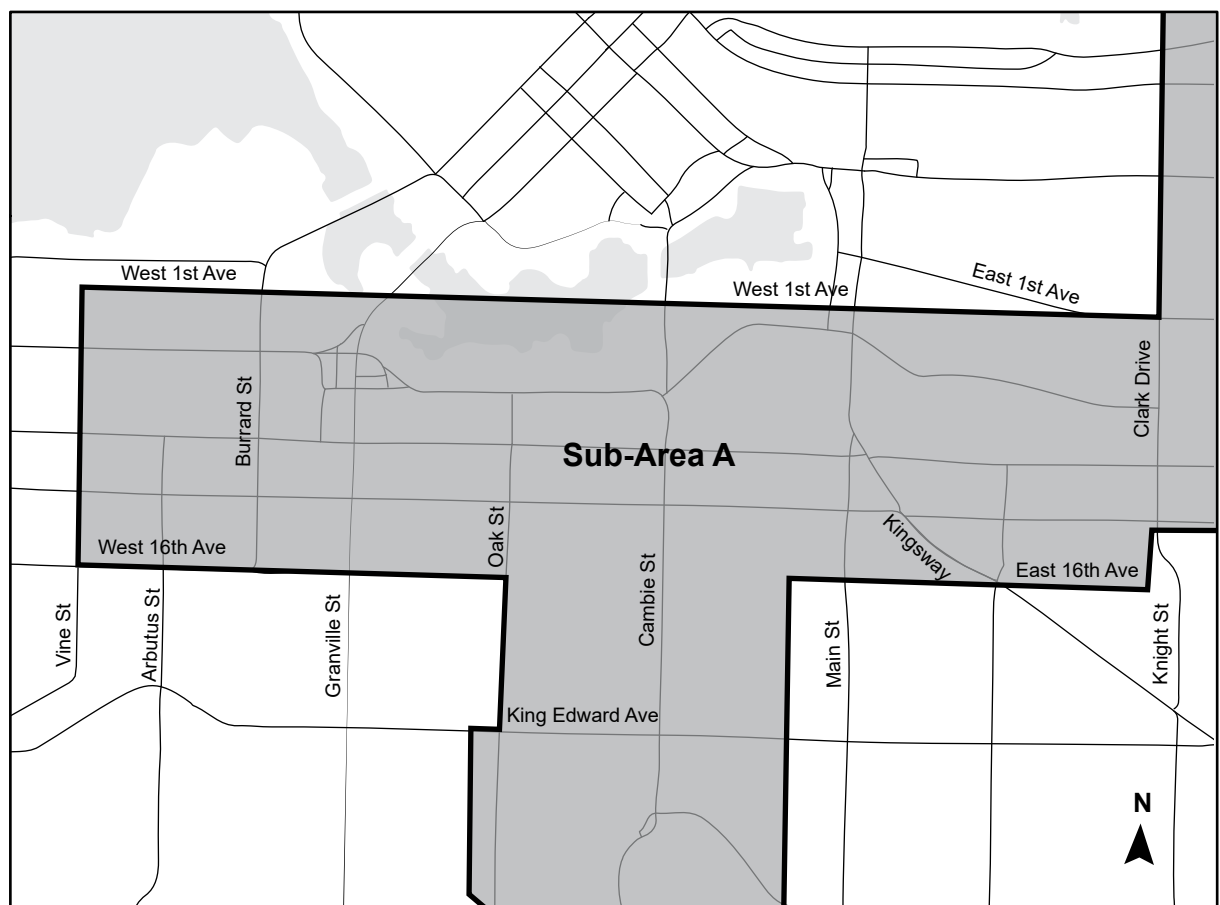 West 1st Ave
West 1st Ave
East 1st Ave
Burrard St
Clark Drive
Sub-Area A
Oak St
Kingsway
West 16th Ave
East 16th Ave
Cambie St
Vine St
Arbutus St
Granville St
Main St
Knight St
King Edward Ave
N